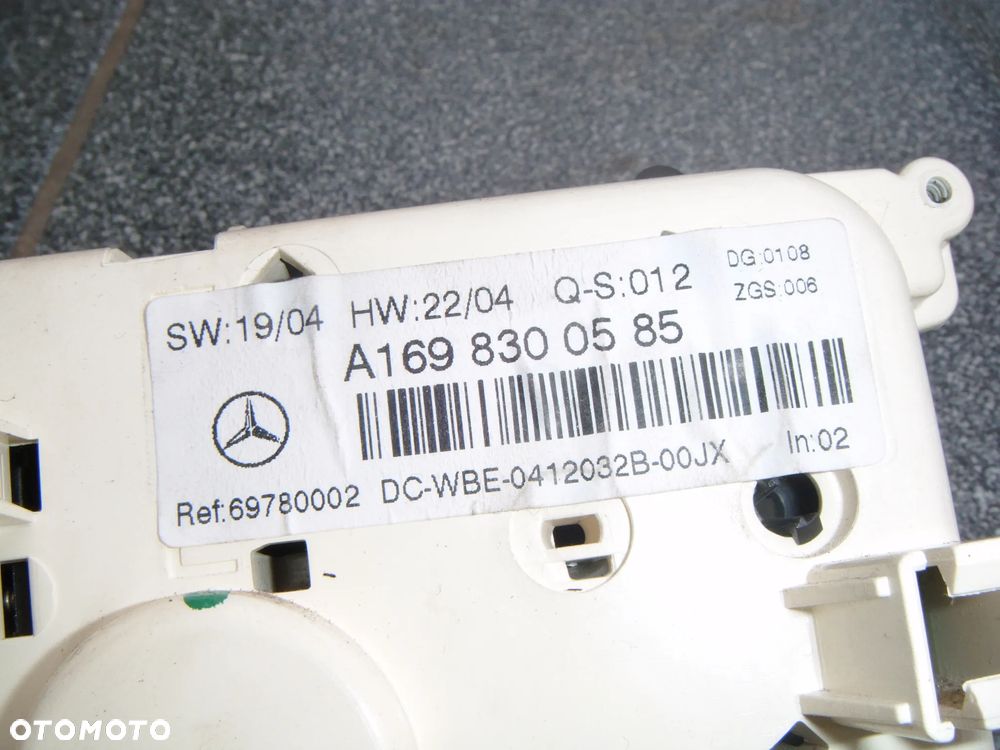 SW:19/04 HW:22/04 Q-S:012 DG:0108
ZGS:006
A169 830 05 85
Ref:69780002 DC-WBE-0412032B-00JX In:02
OTOMOTO